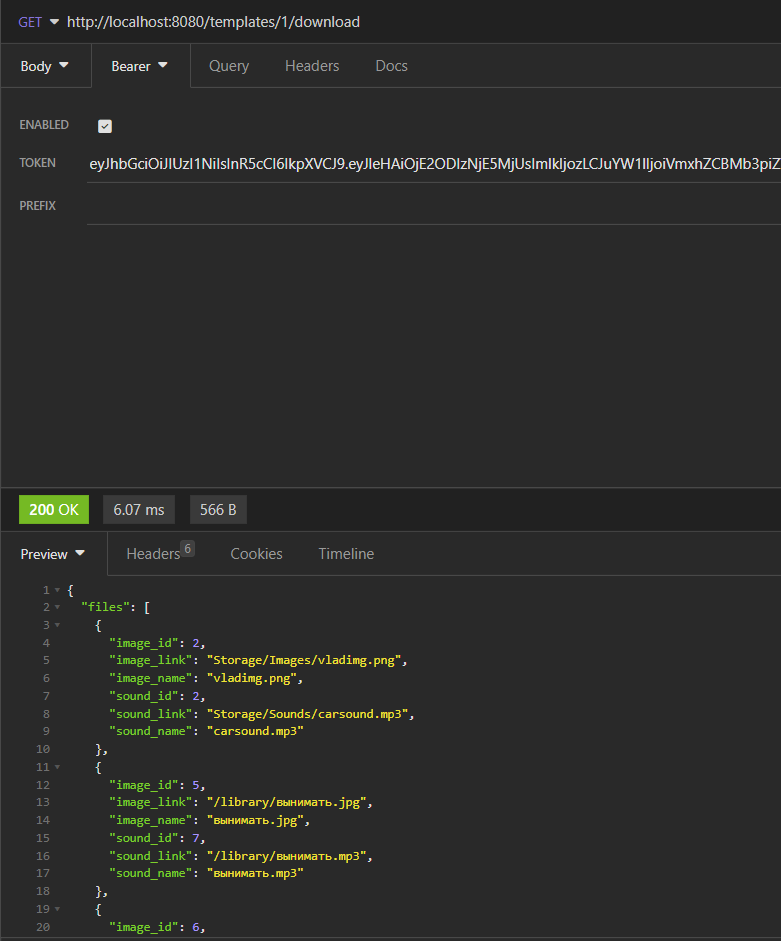 GET http://localhost:8080/templates/1/download
Body Bearer Query Headers Docs
ENABLED
TOKEN eyJhbGciOiJIUzI1NiIsInR5cCI6IkpXVCJ9.eyJleHAiOjE2ODIzNjE5MjUsImlkIjozLCJuYW1lIjoiVmxhZCBMb3piZ
PREFIX
200 OK 6.07 ms 566 B
Preview Headers 6 Cookies Timeline
1 {
2 "files": [
3 {
4 "image_id": 2,
5 "image_link": "Storage/Images/vladimg.png",
6 "image_name": "vladimg.png",
7 "sound_id": 2,
8 "sound_link": "Storage/Sounds/carsound.mp3",
9 "sound_name": "carsound.mp3"
10 },
11 {
12 "image_id": 5,
13 "image_link": "/library/вынимать.jpg",
14 "image_name": "вынимать.jpg",
15 "sound_id": 7,
16 "sound_link": "/library/вынимать.mp3",
17 "sound_name": "вынимать.mp3"
18 },
19 {
20 "image_id": 6,